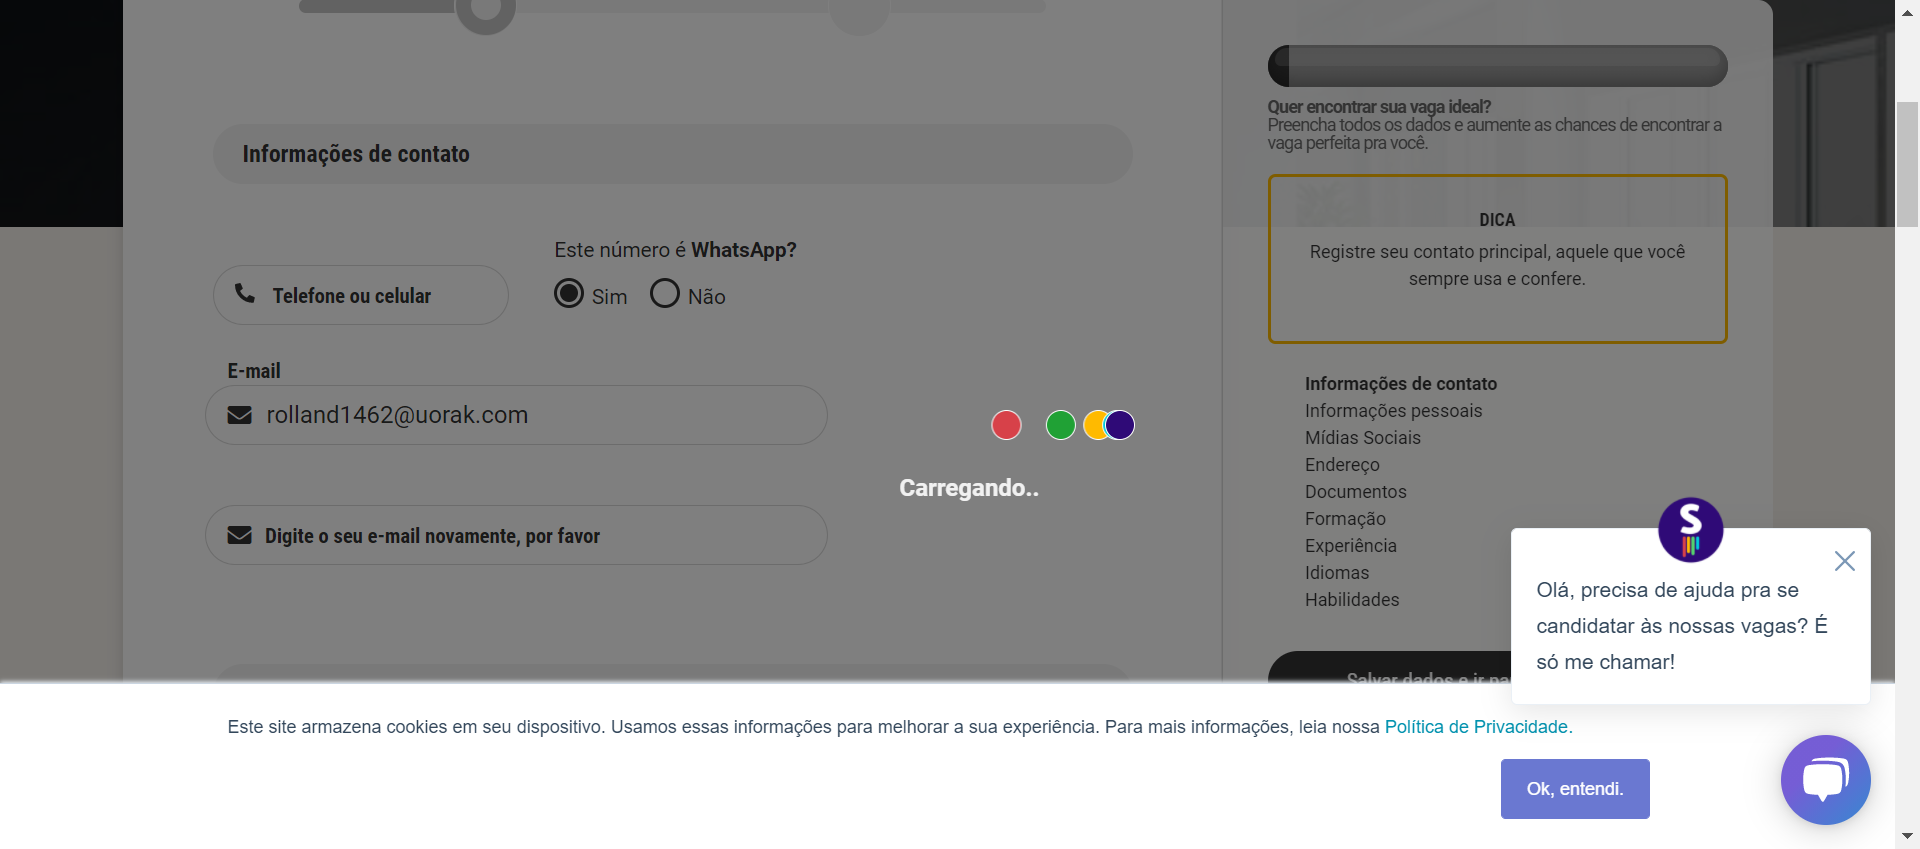 Informações de contato
Este número é WhatsApp?
Telefone ou celular
Sim
Não
E-mail
rolland1462@uorak.com
Digite o seu e-mail novamente, por favor
Carregando..
Quer encontrar sua vaga ideal?
Preencha todos os dados e aumente as chances de encontrar a
vaga perfeita pra você.
DICA
Registre seu contato principal, aquele que você
sempre usa e confere.
Informações de contato
Informações pessoais
Mídias Sociais
Endereço
Documentos
Formação
Experiência
Idiomas
Habilidades
Salvar dados e ir
S
Olá, precisa de ajuda pra se
candidatar às nossas vagas? É
só me chamar!
Este site armazena cookies em seu dispositivo. Usamos essas informações para melhorar a sua experiência. Para mais informações, leia nossa Política de Privacidade.
Ok, entendi.